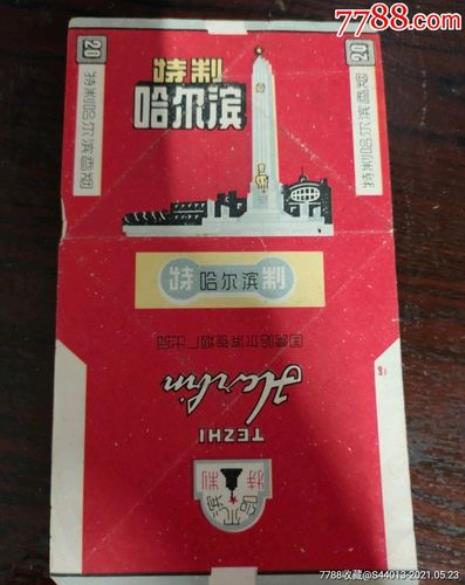 7788.com
20
特制哈尔滨香烟
特制
哈尔滨
20
特制哈尔滨香烟
特 哈尔滨 制
国营哈尔滨卷烟厂出品
Harbin
TEZHI
特制
哈尔滨
7788收藏@S44013-2021.05.23